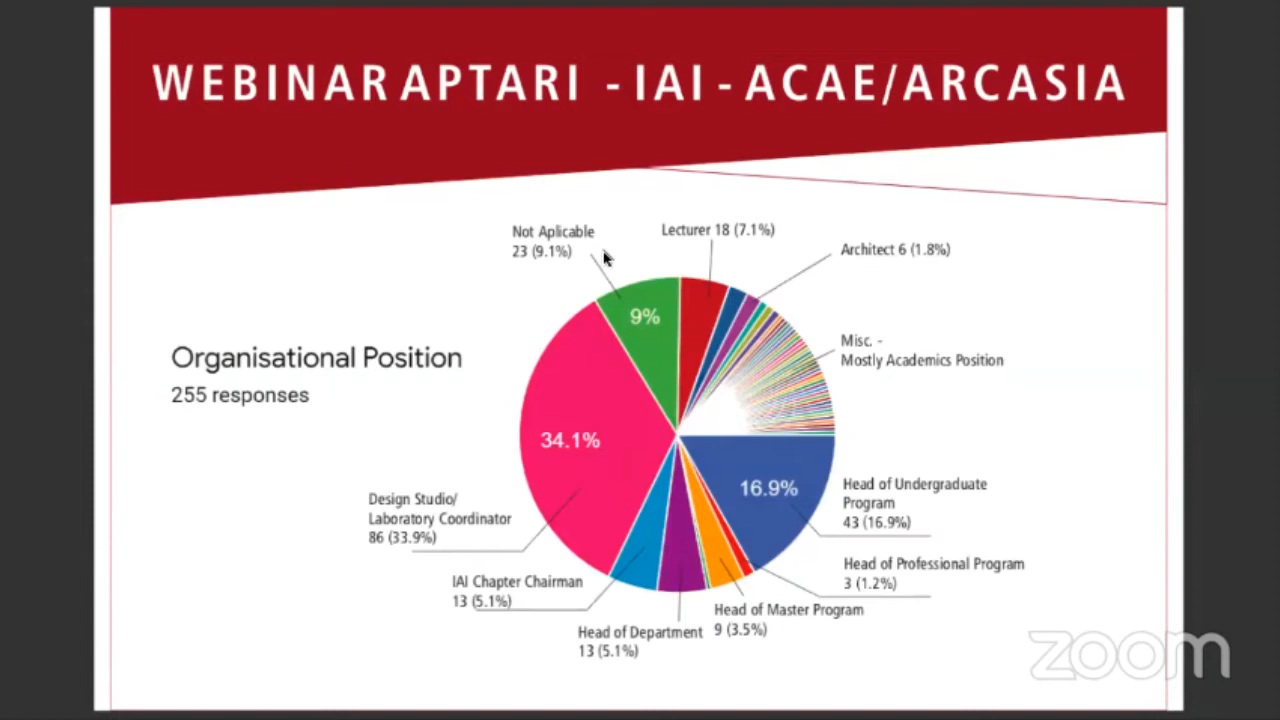 WEBINAR APTARI - IAI - ACAE/ARCASIA
Not Aplicable
23 (9.1%)
Lecturer 18 (7.1%)
Architect 6 (1.8%)
9%
Misc. -
Mostly Academics Position
Organisational Position
255 responses
34.1%
16.9%
Head of Undergraduate
Program
43 (16.9%)
Design Studio/
Laboratory Coordinator
86 (33.9%)
Head of Professional Program
3 (1.2%)
IAI Chapter Chairman
13 (5.1%)
Head of Master Program
9 (3.5%)
Head of Department
13 (5.1%)
zoom